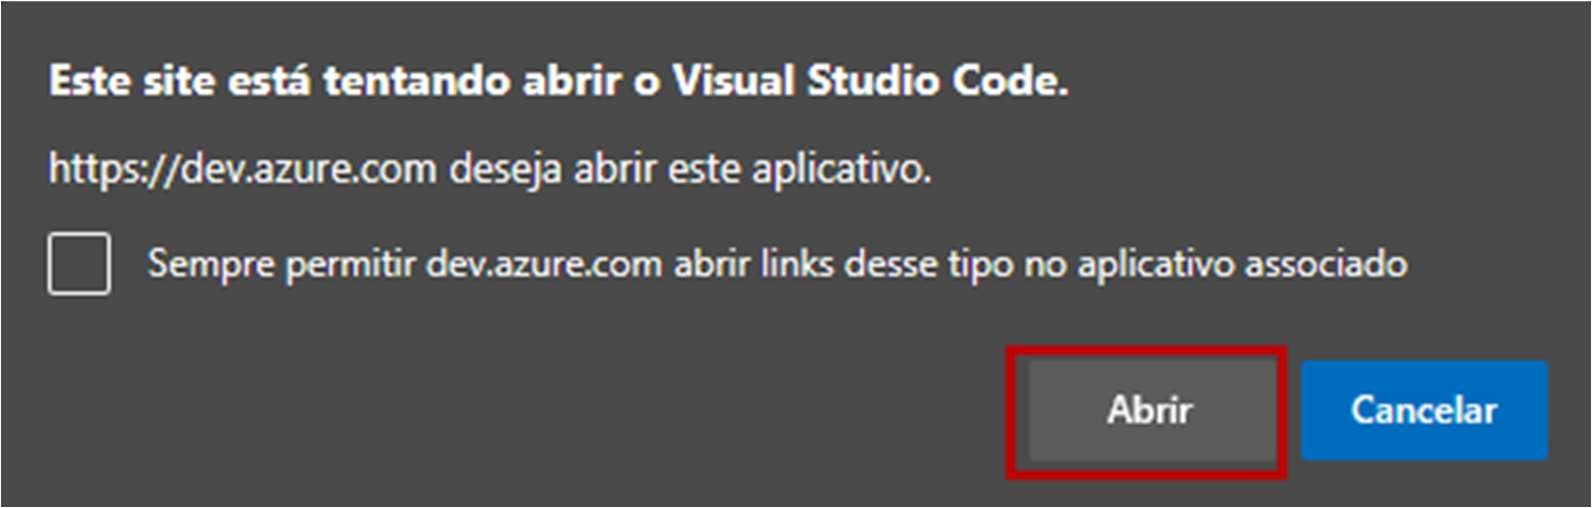 Este site está tentando abrir o Visual Studio Code.
https://dev.azure.com deseja abrir este aplicativo.
Sempre permitir dev.azure.com abrir links desse tipo no aplicativo associado
Abrir
Cancelar